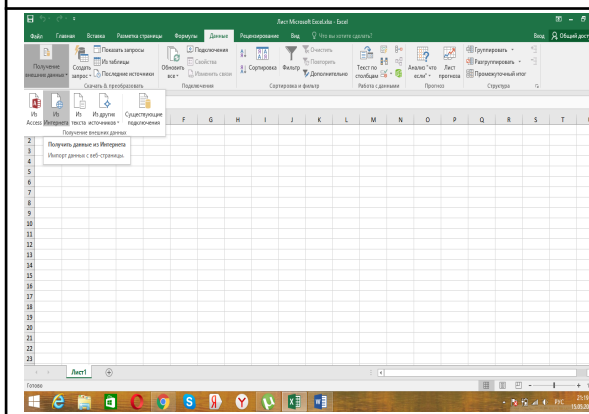 Лист Microsoft Excel.xlsx - Excel
Файл Главная Вставка Разметка страницы Формулы Данные Рецензирование Вид Что вы хотите сделать? Вход Общий дост
Получение внешних данных
Создать запрос
Показать запросы
Из таблицы
Последние источники
Скачать & преобразовать
Обновить все
Подключения
Свойства
Изменить связи
Подключения
Сортировка
Фильтр
Очистить
Повторить
Дополнительно
Сортировка и фильтр
Текст по столбцам
Работа с данными
Анализ "что если"
Лист прогноза
Прогноз
Группировать
Разгруппировать
Промежуточный итог
Структура
Из Access
Из Интернета
Из текста
Из других источников
Существующие подключения
Получение внешних данных
Получить данные из Интернета
Импорт данных с веб-страницы.
F G H I J K L M N O P Q R S T
2
3
4
5
6
7
8
9
10
11
12
13
14
15
16
17
18
19
20
21
22
23
Лист1
Готово
РУС